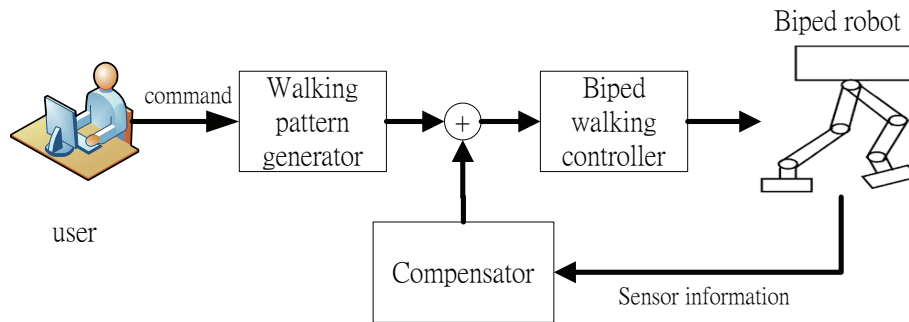 Biped robot
command
Walking
pattern
generator
+
Biped
walking
controller
user
Compensator
Sensor information